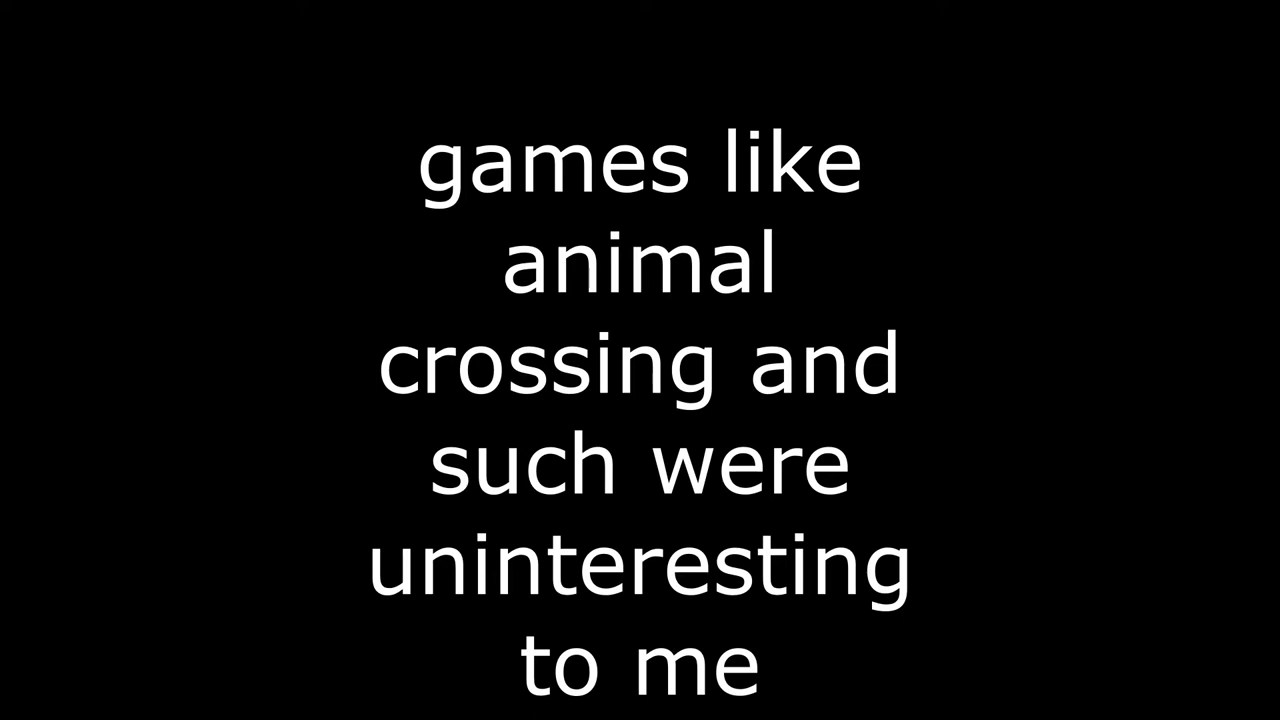 games like
animal
crossing and
such were
uninteresting
to me